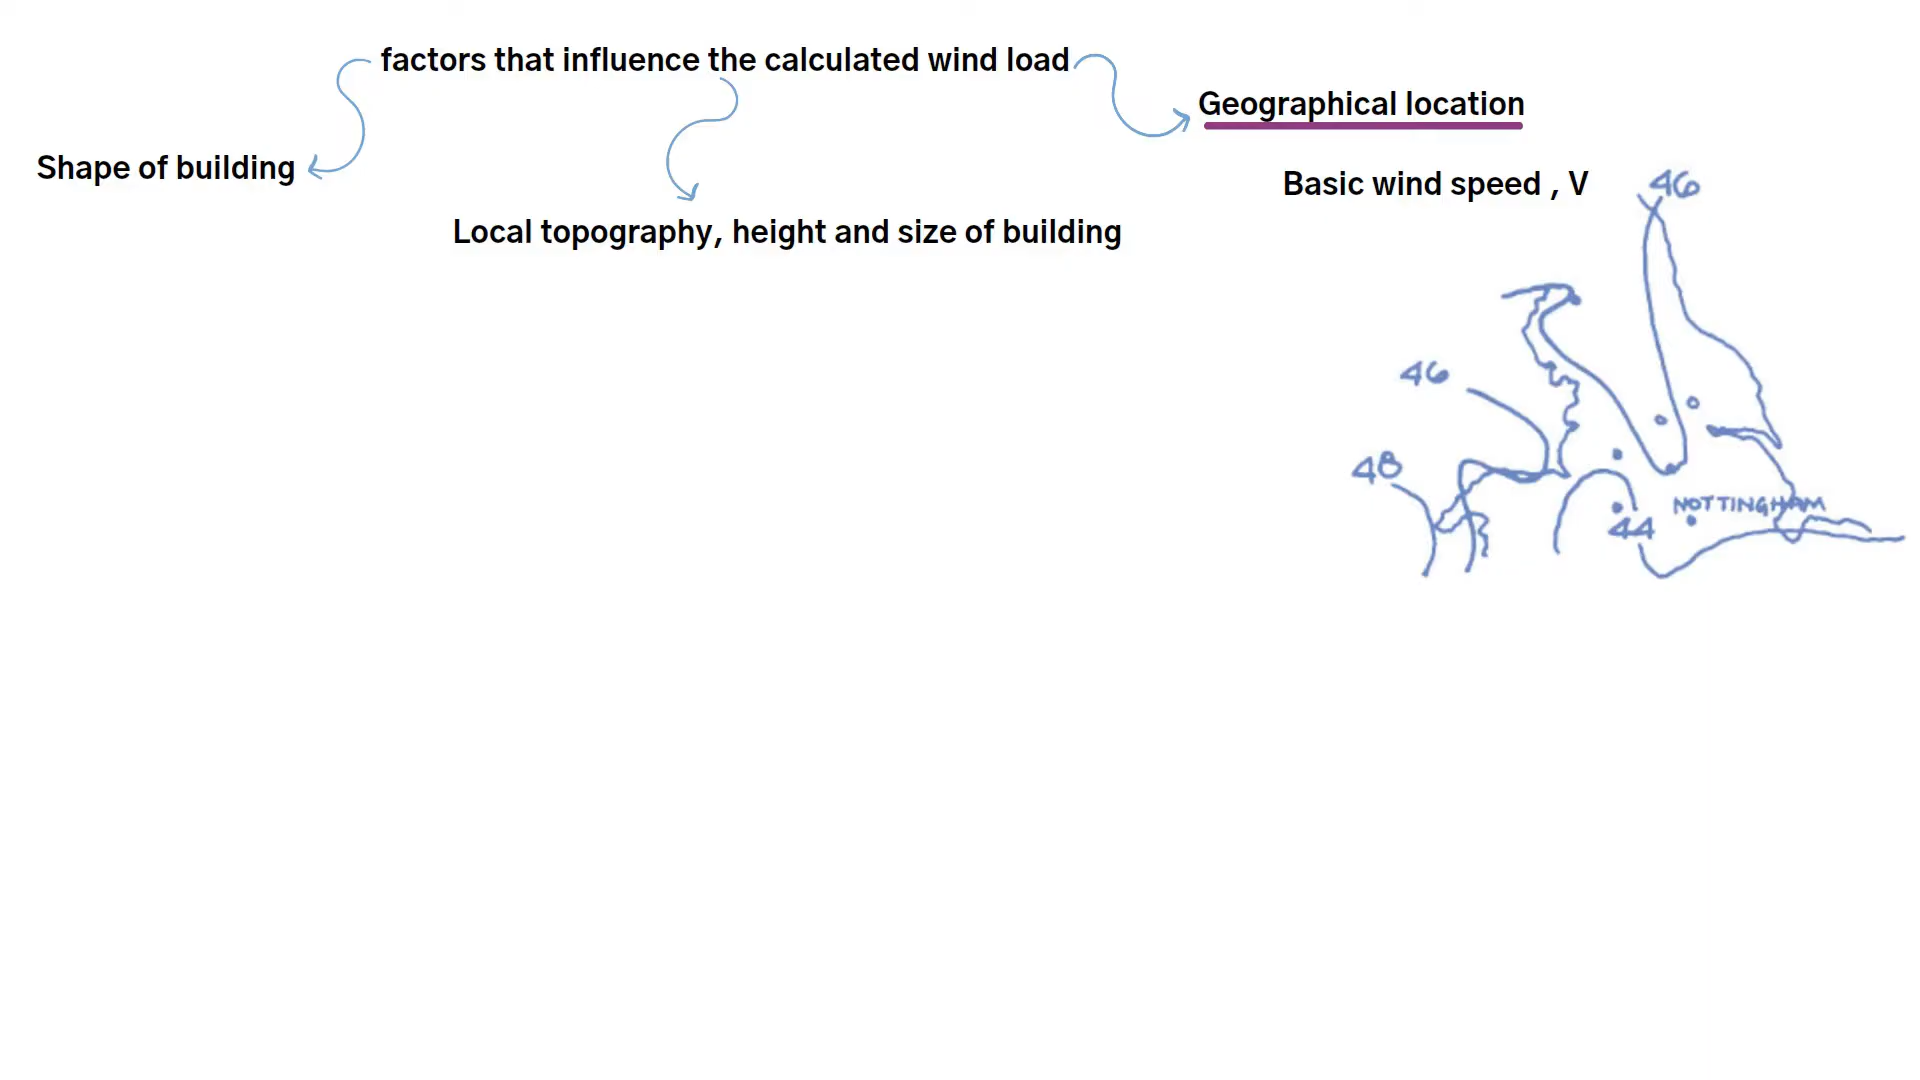 factors that influence the calculated wind load
Geographical location
Shape of building
Basic wind speed , V
Local topography, height and size of building
46
46
48
NOTTINGHAM
44